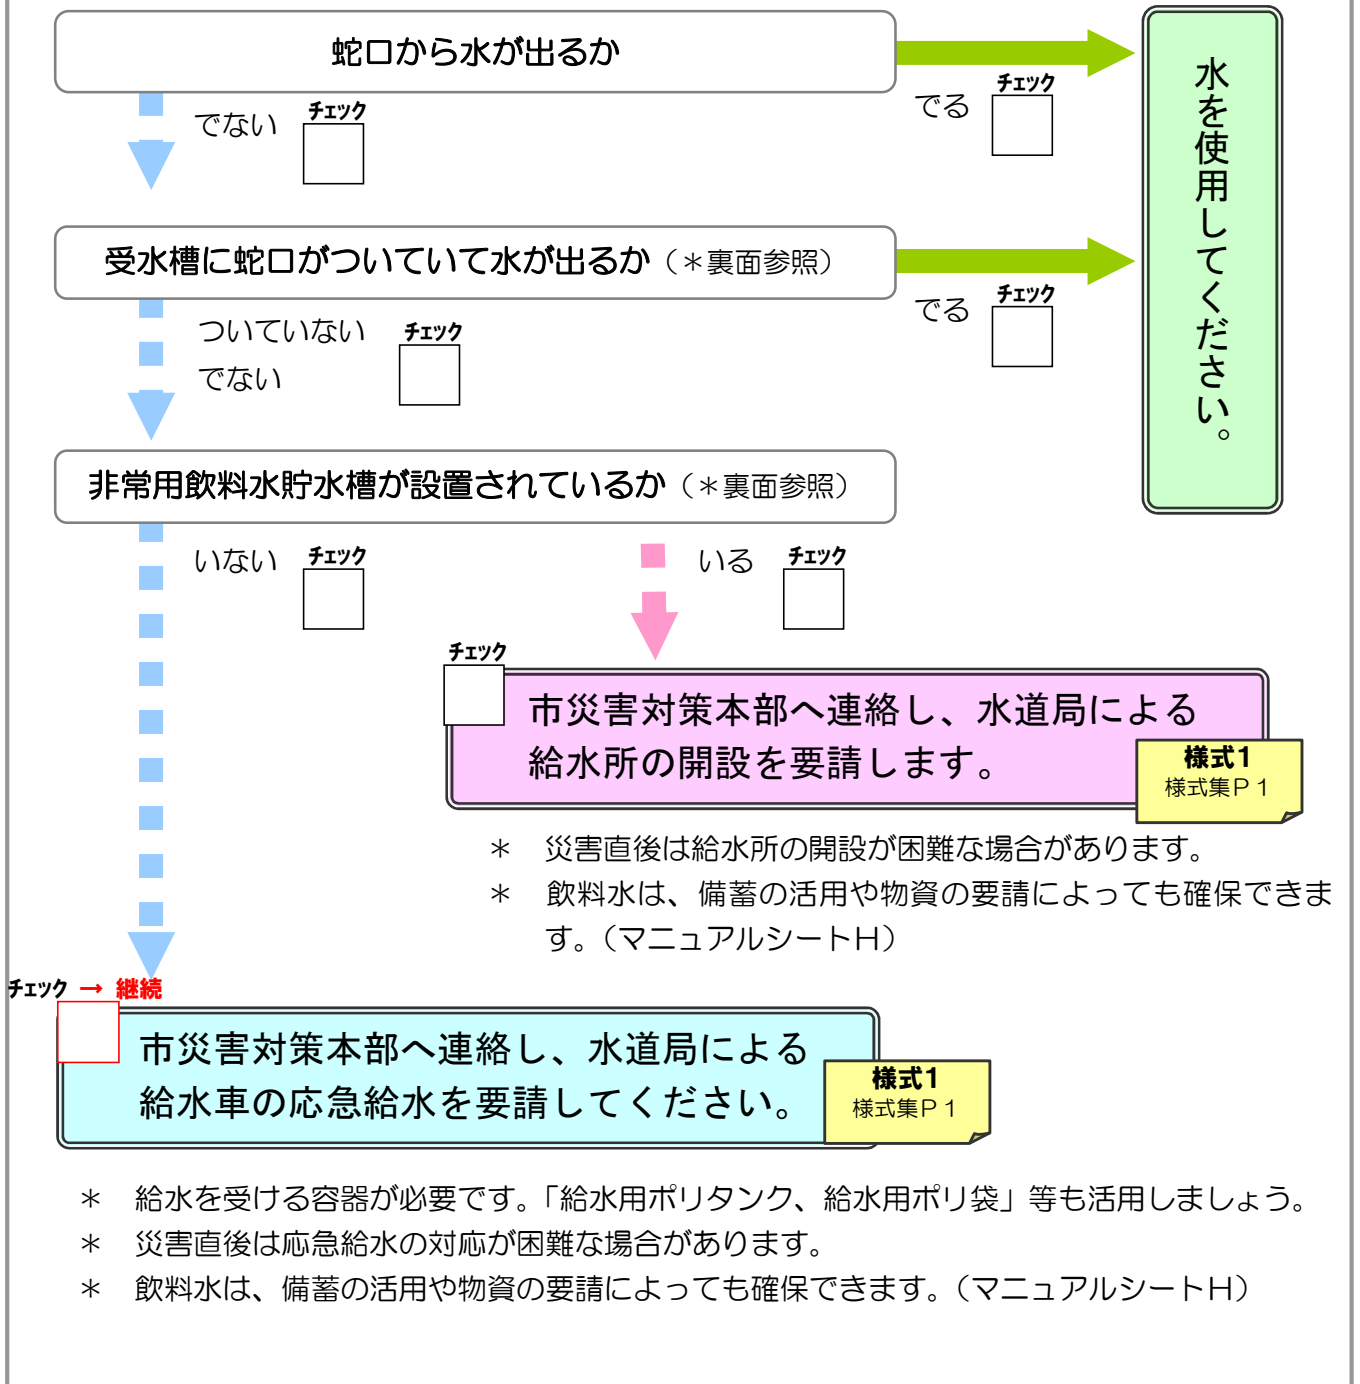 蛇口から水が出るか
でない
チェック
でる
チェック
水を使用してください。
受水槽に蛇口がついていて水が出るか（＊裏面参照）
ついていない
でない
チェック
でる
チェック
非常用飲料水貯水槽が設置されているか（＊裏面参照）
いない
チェック
いる
チェック
チェック
市災害対策本部へ連絡し、水道局による
給水所の開設を要請します。
様式1
様式集Ｐ１
＊　災害直後は給水所の開設が困難な場合があります。
＊　飲料水は、備蓄の活用や物資の要請によっても確保できま
す。（マニュアルシートＨ）
チェック → 継続
市災害対策本部へ連絡し、水道局による
給水車の応急給水を要請してください。
様式1
様式集Ｐ１
＊　給水を受ける容器が必要です。「給水用ポリタンク、給水用ポリ袋」等も活用しましょう。
＊　災害直後は応急給水の対応が困難な場合があります。
＊　飲料水は、備蓄の活用や物資の要請によっても確保できます。（マニュアルシートＨ）